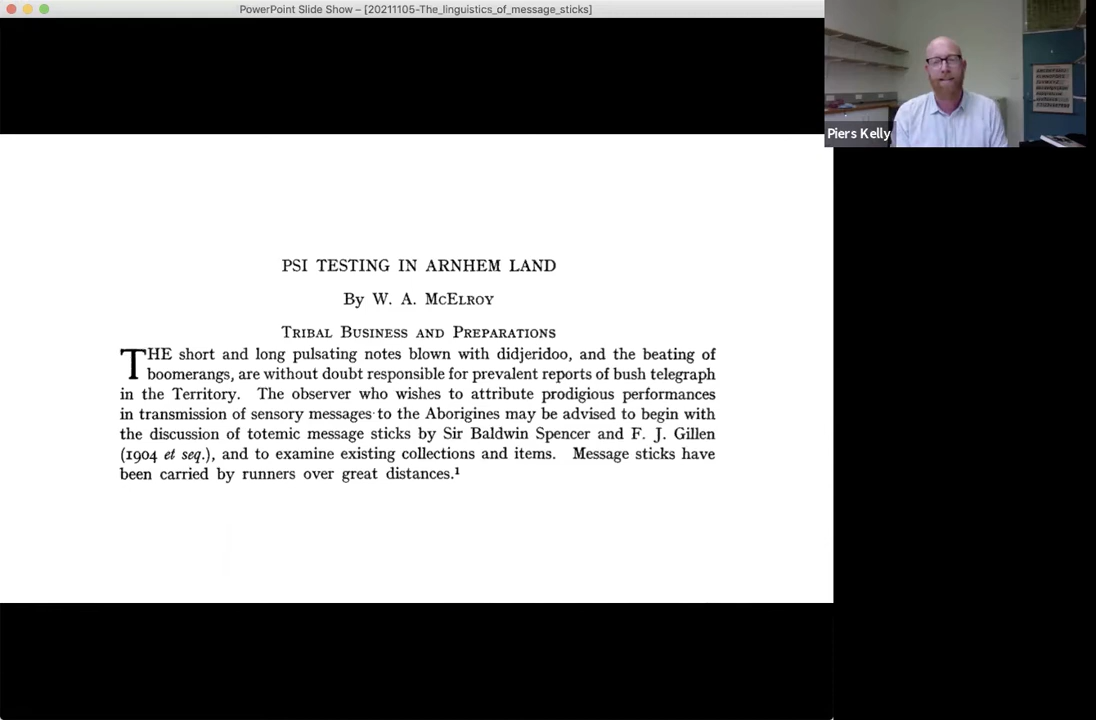 PowerPoint Slide Show – [20211105-The_linguistics_of_message_sticks]
Piers Kelly
PSI TESTING IN ARNHEM LAND
By W. A. McELROY
TRIBAL BUSINESS AND PREPARATIONS
THE short and long pulsating notes blown with didjeridoo, and the beating of
boomerangs, are without doubt responsible for prevalent reports of bush telegraph
in the Territory. The observer who wishes to attribute prodigious performances
in transmission of sensory messages to the Aborigines may be advised to begin with
the discussion of totemic message sticks by Sir Baldwin Spencer and F. J. Gillen
(1904 et seq.), and to examine existing collections and items. Message sticks have
been carried by runners over great distances.¹